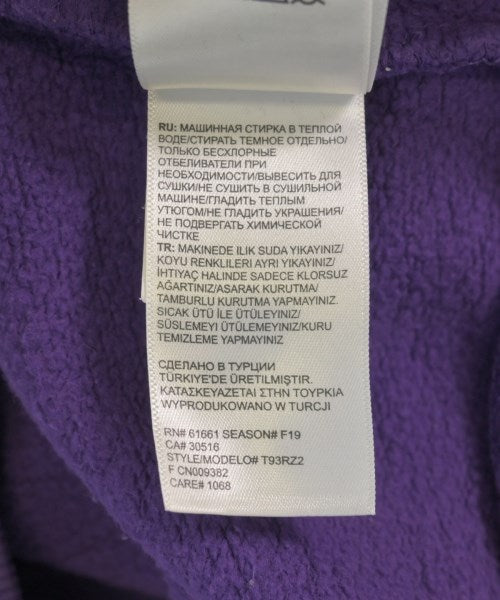 RU: МАШИННАЯ СТИРКА В ТЕПЛОЙ
ВОДЕ/СТИРАТЬ ТЕМНОЕ ОТДЕЛЬНО/
ТОЛЬКО БЕСХЛОРНЫЕ
ОТБЕЛИВАТЕЛИ ПРИ
НЕОБХОДИМОСТИ/ВЫВЕСИТЬ ДЛЯ
СУШКИ/НЕ СУШИТЬ В СУШИЛЬНОЙ
МАШИНЕ/ГЛАДИТЬ ТЕПЛЫМ
УТЮГОМ/НЕ ГЛАДИТЬ УКРАШЕНИЯ/
НЕ ПОДВЕРГАТЬ ХИМИЧЕСКОЙ
ЧИСТКЕ
TR: MAKINEDE ILIK SUDA YIKAYINIZ/
KOYU RENKLILERI AYRI YIKAYINIZ/
IHTIYAÇ HALINDE SADECE KLORSUZ
AĞARTINIZ/ASARAK KURUTMA/
TAMBURLU KURUTMA YAPMAYINIZ.
SICAK ÜTÜ İLE ÜTÜLEYINIZ/
SÜSLEMEYI ÜTÜLEMEYINIZ/KURU
TEMIZLEME YAPMAYINIZ
СДЕЛАНО В ТУРЦИИ
TÜRKIYE'DE ÜRETILMIŞTIR.
ΚΑΤΑΣΚΕΥΑΖΕΤΑΙ ΣΤΗΝ ΤΟΥΡΚΙΑ
WYPRODUKOWANO W TURCJI
RN# 61661 SEASON# F19
CA# 30516
STYLE/MODELO# T93RZ2
F CN009382
CARE# 1068